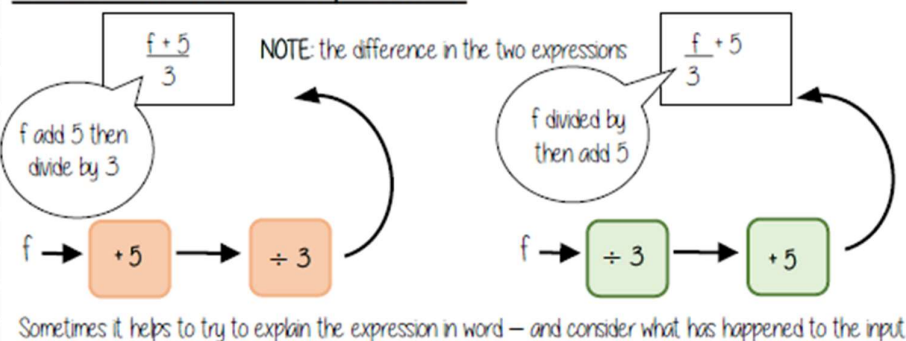 f + 5
3
NOTE: the difference in the two expressions
f + 5
3
f add 5 then
divide by 3
f divided by
then add 5
f
+ 5
÷ 3
f
÷ 3
+ 5
Sometimes it helps to try to explain the expression in word – and consider what has happened to the input